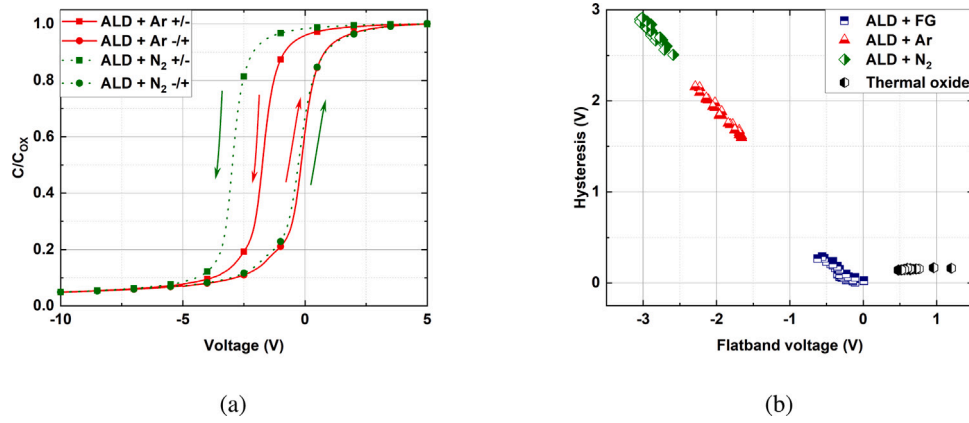 (a)
1.0
0.8
0.6
0.4
0.2
0.0
C/C_OX
ALD + Ar +/-
ALD + Ar -/+
ALD + N₂ +/-
ALD + N₂ -/+
-10
-5
0
5
Voltage (V)
(a)
(b)
3
2
1
0
Hysteresis (V)
ALD + FG
ALD + Ar
ALD + N₂
Thermal oxide
-3
-2
-1
0
1
Flatband voltage (V)
(b)